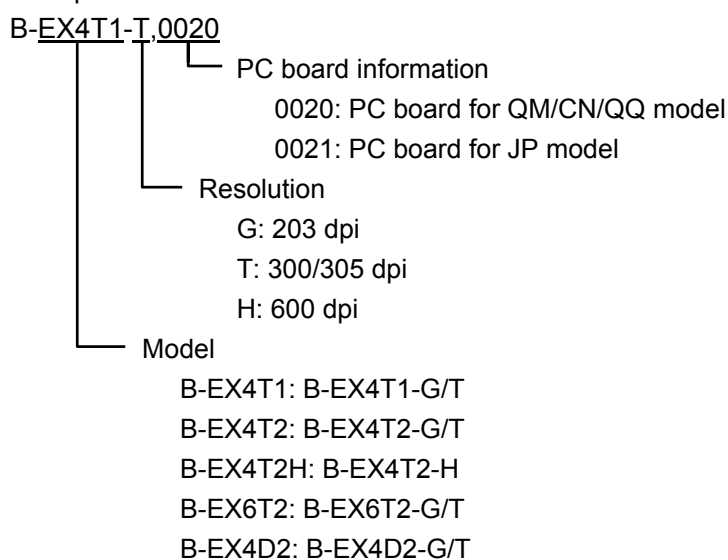 B-EX4T1-T,0020
PC board information
0020: PC board for QM/CN/QQ model
0021: PC board for JP model
Resolution
G: 203 dpi
T: 300/305 dpi
H: 600 dpi
Model
B-EX4T1: B-EX4T1-G/T
B-EX4T2: B-EX4T2-G/T
B-EX4T2H: B-EX4T2-H
B-EX6T2: B-EX6T2-G/T
B-EX4D2: B-EX4D2-G/T